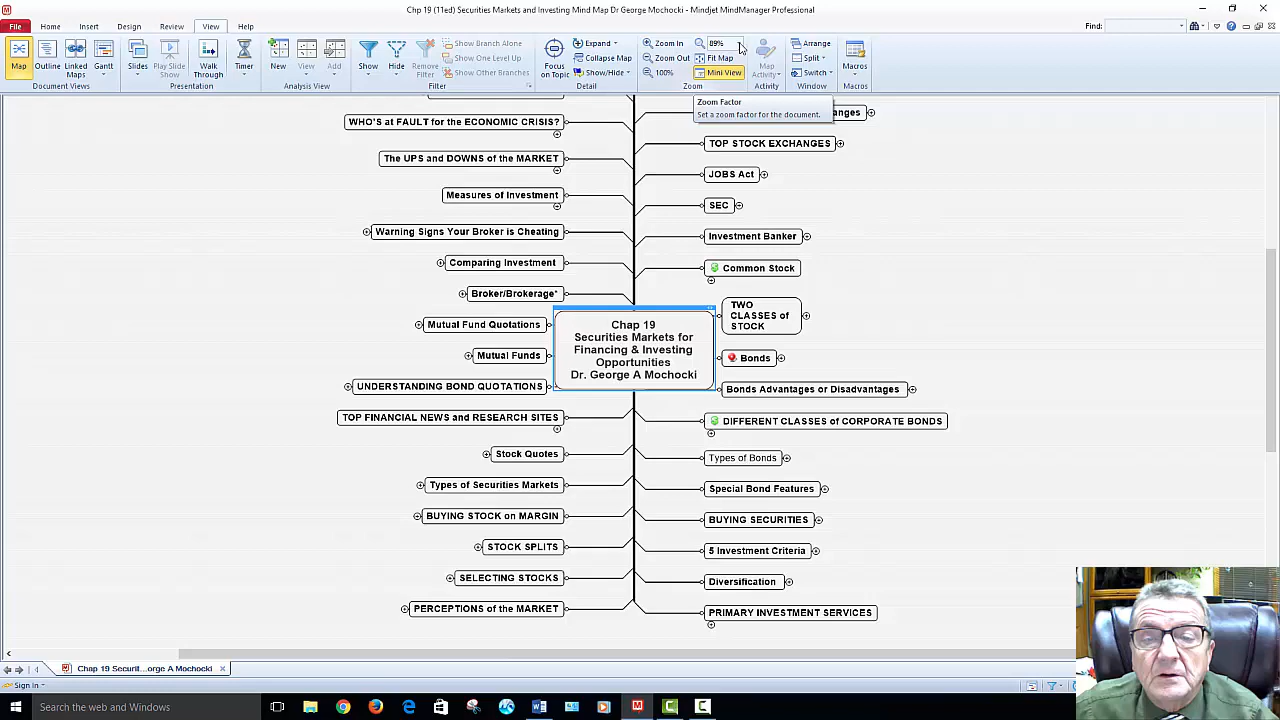 Chp 19 (11ed) Securities Markets and Investing Mind Map Dr George Mochocki - Mindjet MindManager Professional
File Home Insert Design Review View Help Find:
Map Outline Linked Maps Gantt
Document Views
Slides Walk Through Timer
Presentation
New View Add
Analysis View
Show Hide Remove Filter
Show Branch Alone
Show One Level Up
Show Other Branches
Filter
Focus on Topic
Expand
Collapse Map
Show/Hide
Detail
Zoom In 89%
Zoom Out Fit Map
100% Mini View
Zoom
Map Activity
Activity
Arrange
Split
Switch
Window
Macros
Macros
Zoom Factor
Set a zoom factor for the document.
WHO'S at FAULT for the ECONOMIC CRISIS?
The UPS and DOWNS of the MARKET
Measures of Investment
Warning Signs Your Broker is Cheating
Comparing Investment
Broker/Brokerage*
Mutual Fund Quotations
Mutual Funds
UNDERSTANDING BOND QUOTATIONS
TOP FINANCIAL NEWS and RESEARCH SITES
Stock Quotes
Types of Securities Markets
BUYING STOCK on MARGIN
STOCK SPLITS
SELECTING STOCKS
PERCEPTIONS of the MARKET
Chap 19
Securities Markets for
Financing & Investing
Opportunities
Dr. George A Mochocki
TOP STOCK EXCHANGES
JOBS Act
SEC
Investment Banker
Common Stock
TWO
CLASSES of
STOCK
Bonds
Bonds Advantages or Disadvantages
DIFFERENT CLASSES of CORPORATE BONDS
Types of Bonds
Special Bond Features
BUYING SECURITIES
5 Investment Criteria
Diversification
PRIMARY INVESTMENT SERVICES
Chap 19 Securit...orge A Mochocki
Sign In
Search the web and Windows